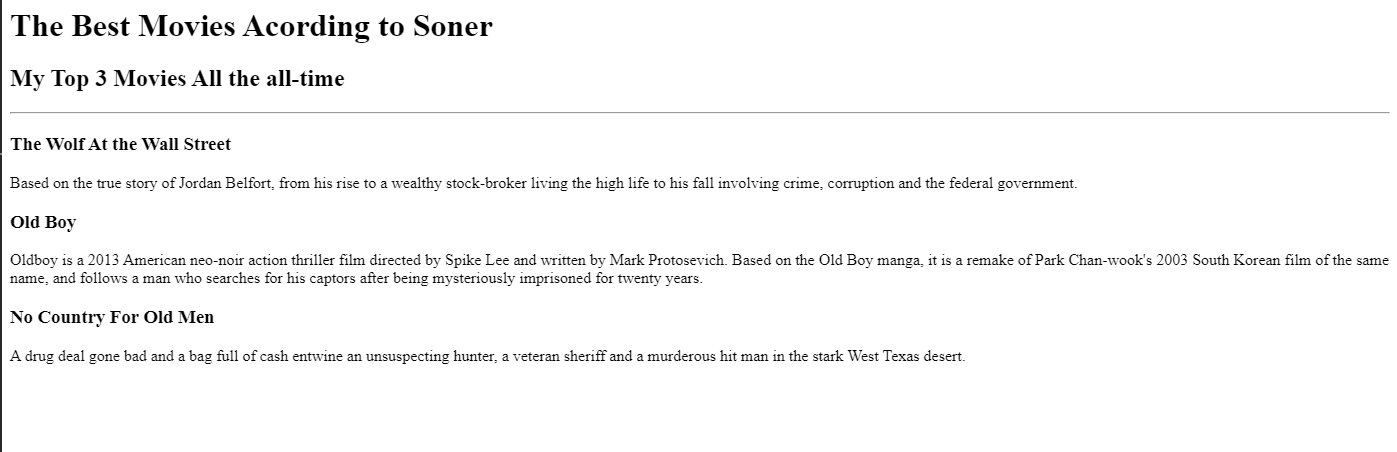 The Best Movies Acording to Soner
My Top 3 Movies All the all-time
The Wolf At the Wall Street
Based on the true story of Jordan Belfort, from his rise to a wealthy stock-broker living the high life to his fall involving crime, corruption and the federal government.
Old Boy
Oldboy is a 2013 American neo-noir action thriller film directed by Spike Lee and written by Mark Protosevich. Based on the Old Boy manga, it is a remake of Park Chan-wook's 2003 South Korean film of the same
name, and follows a man who searches for his captors after being mysteriously imprisoned for twenty years.
No Country For Old Men
A drug deal gone bad and a bag full of cash entwine an unsuspecting hunter, a veteran sheriff and a murderous hit man in the stark West Texas desert.